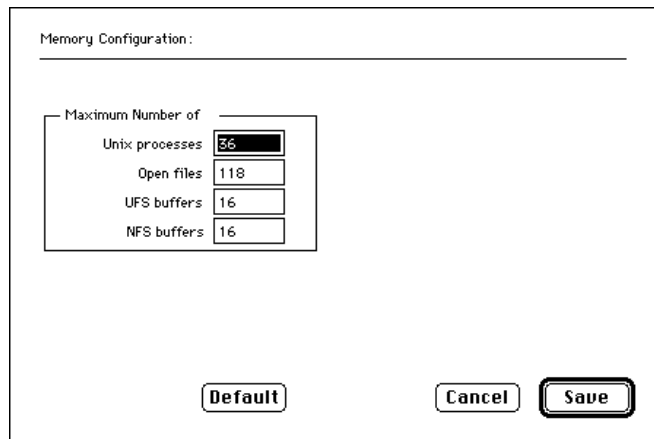 Memory Configuration:
Maximum Number of
Unix processes 36
Open files 118
UFS buffers 16
NFS buffers 16
Default Cancel Save